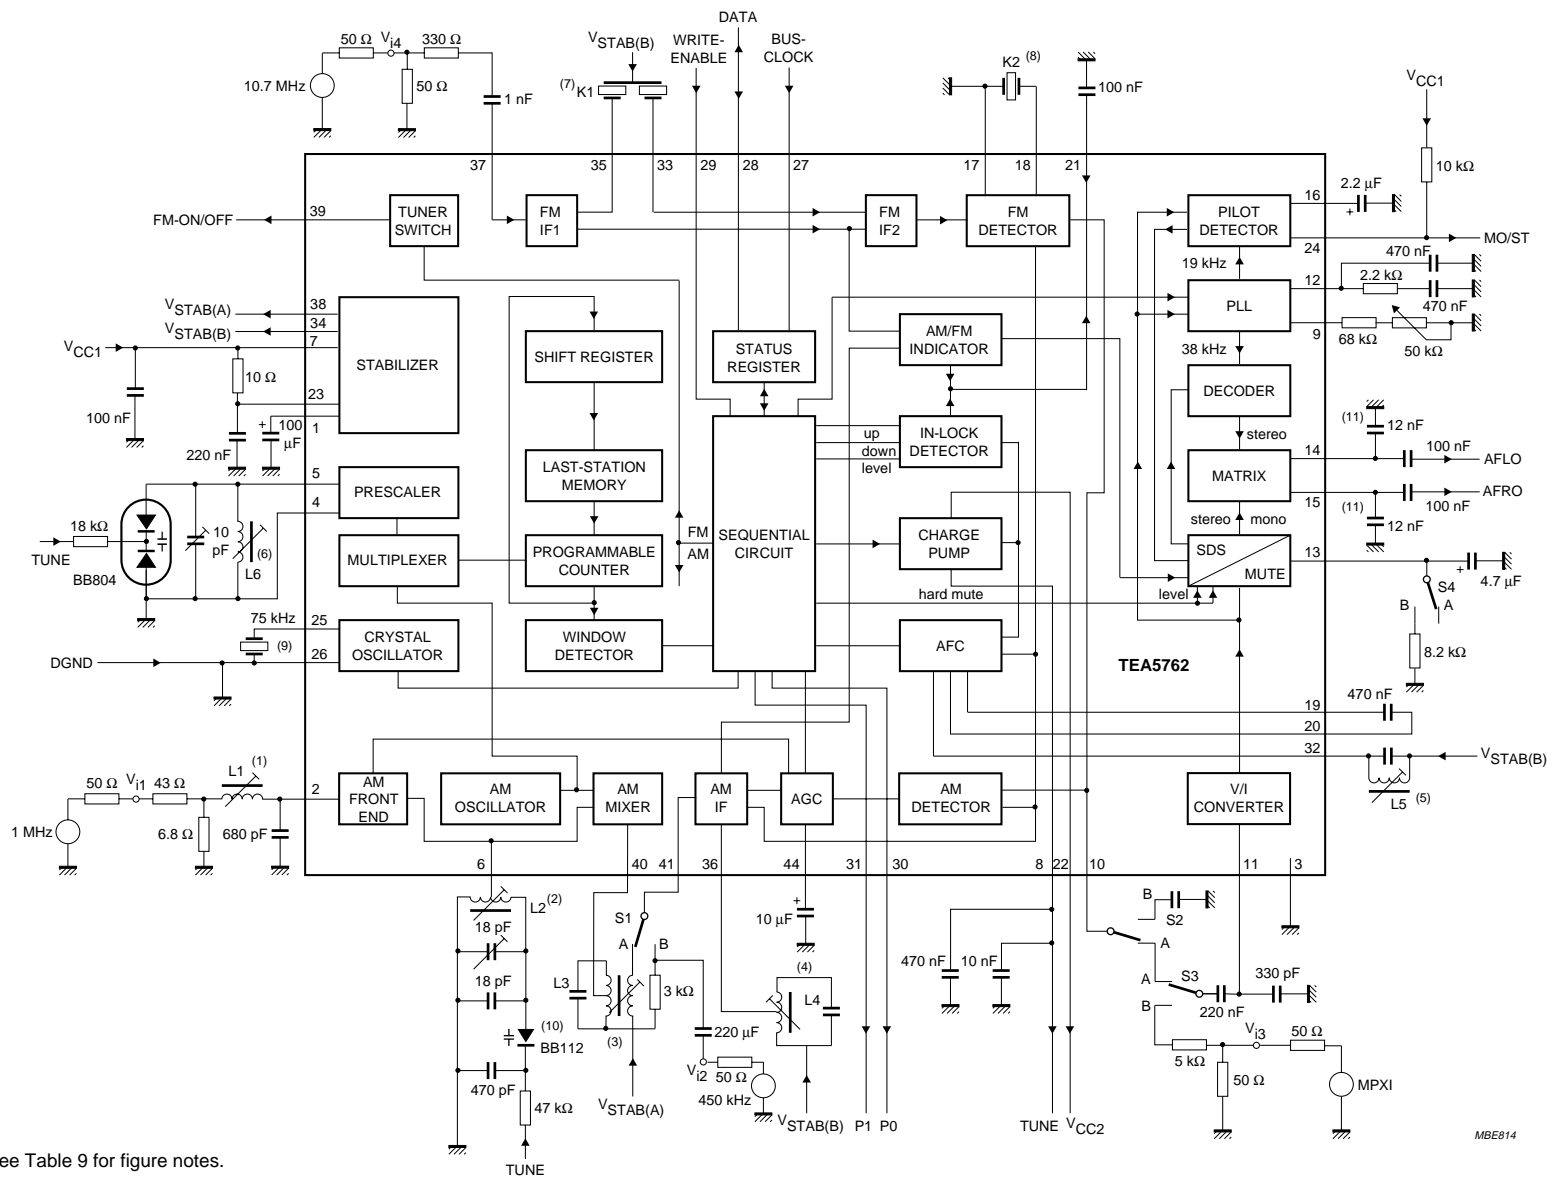 DATA
WRITE-
ENABLE
BUS-
CLOCK
VSTAB(B)
50 Ω
Vi4
330 Ω
10.7 MHz
50 Ω
1 nF
(7)
K1
K2
(8)
100 nF
VCC1
10 kΩ
37
35
33
29
28
27
17
18
21
2.2 µF
+
16
FM-ON/OFF
39
TUNER
SWITCH
FM
IF1
FM
IF2
FM
DETECTOR
PILOT
DETECTOR
24
MO/ST
19 kHz
470 nF
12
2.2 kΩ
470 nF
VSTAB(A)
38
VSTAB(B)
34
VCC1
7
STABILIZER
SHIFT REGISTER
STATUS
REGISTER
AM/FM
INDICATOR
PLL
9
68 kΩ
50 kΩ
38 kHz
10 Ω
100 nF
23
+
100
µF
1
220 nF
DECODER
up
down
level
IN-LOCK
DETECTOR
stereo
(11)
12 nF
14
100 nF
AFLO
LAST-STATION
MEMORY
MATRIX
5
PRESCALER
4
15
(11)
100 nF
AFRO
12 nF
18 kΩ
TUNE
BB804
10
pF
(6)
L6
MULTIPLEXER
PROGRAMMABLE
COUNTER
FM
AM
SEQUENTIAL
CIRCUIT
CHARGE
PUMP
stereo
mono
SDS
MUTE
13
+
4.7 µF
S4
B
A
8.2 kΩ
hard mute
level
75 kHz
25
(9)
26
DGND
CRYSTAL
OSCILLATOR
WINDOW
DETECTOR
AFC
TEA5762
470 nF
19
20
32
VSTAB(B)
L5
(5)
50 Ω
Vi1
43 Ω
L1
(1)
2
1 MHz
6.8 Ω
680 pF
AM
FRONT
END
AM
OSCILLATOR
AM
MIXER
AM
IF
AGC
AM
DETECTOR
V/I
CONVERTER
6
40
41
36
44
31
30
8
22
10
11
3
L2
(2)
18 pF
18 pF
(10)
BB112
470 pF
47 kΩ
TUNE
S1
A
B
L3
(3)
3 kΩ
VSTAB(A)
220 µF
Vi2
50 Ω
450 kHz
+
10 µF
(4)
L4
VSTAB(B)
P1
P0
470 nF
10 nF
TUNE
VCC2
B
S2
A
A
S3
B
220 nF
330 pF
5 kΩ
Vi3
50 Ω
50 Ω
MPXI
MBE814
ee Table 9 for figure notes.